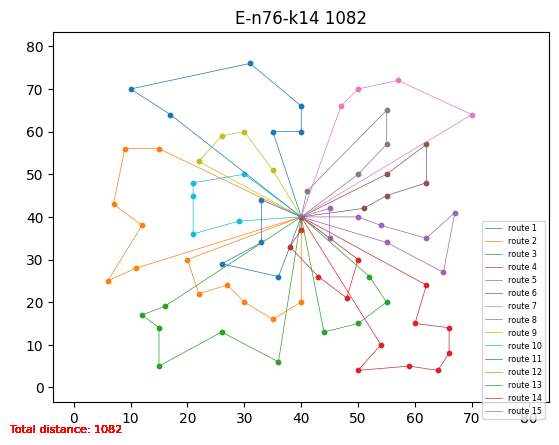 E-n76-k14 1082
80
70
60
50
40
30
20
10
0
0 10 20 30 40 50 60 70 80
route 1
route 2
route 3
route 4
route 5
route 6
route 7
route 8
route 9
route 10
route 11
route 12
route 13
route 14
route 15
Total distance: 1082